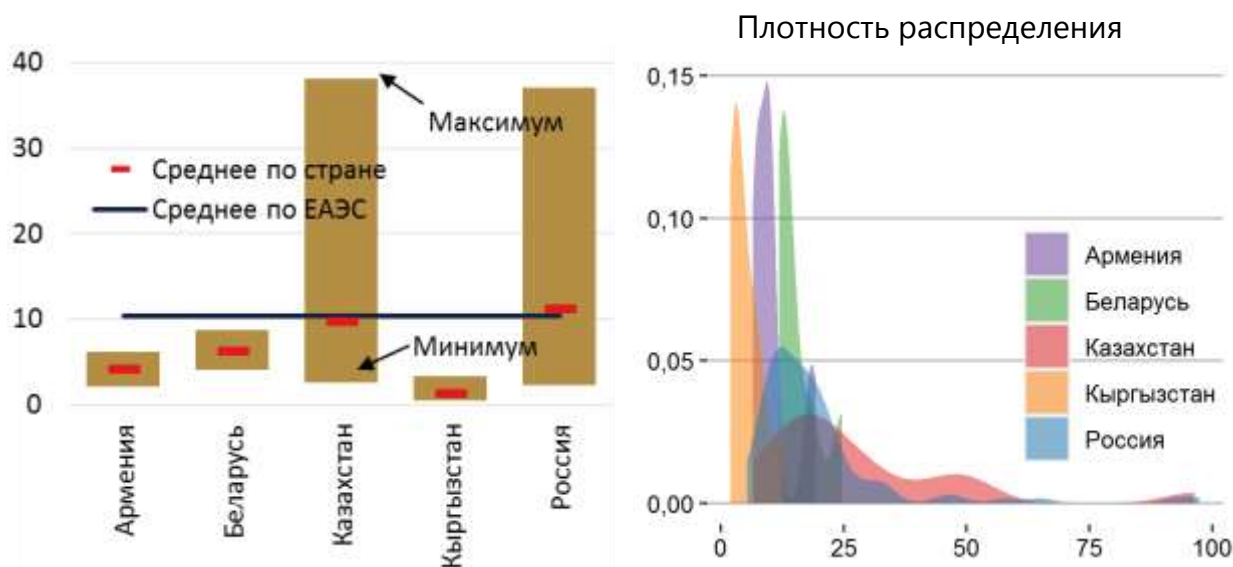 40
30
20
10
0
Максимум
Среднее по стране
Среднее по ЕАЭС
Минимум
Армения
Беларусь
Казахстан
Кыргызстан
Россия
Плотность распределения
0,15
0,10
0,05
0,00
Армения
Беларусь
Казахстан
Кыргызстан
Россия
0 25 50 75 100